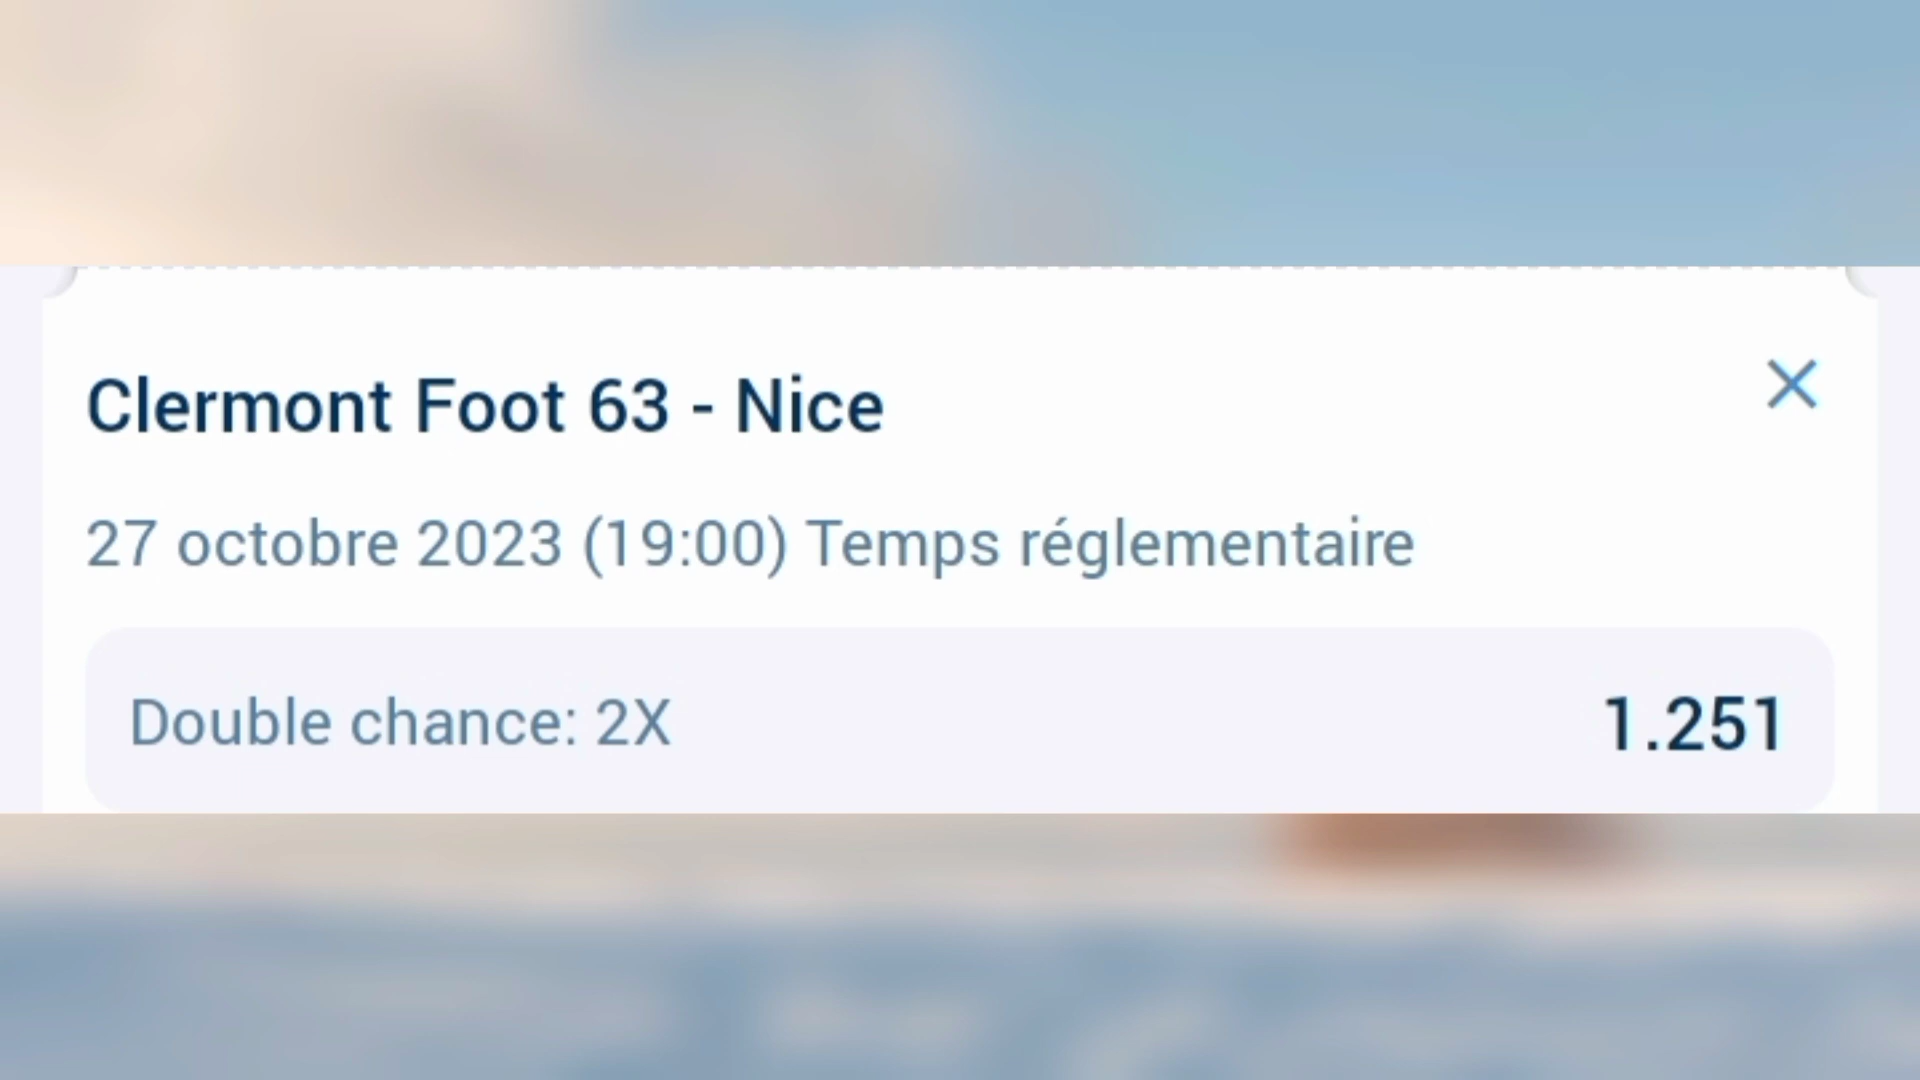 Clermont Foot 63 - Nice
27 octobre 2023 (19:00) Temps réglementaire
Double chance: 2X 1.251